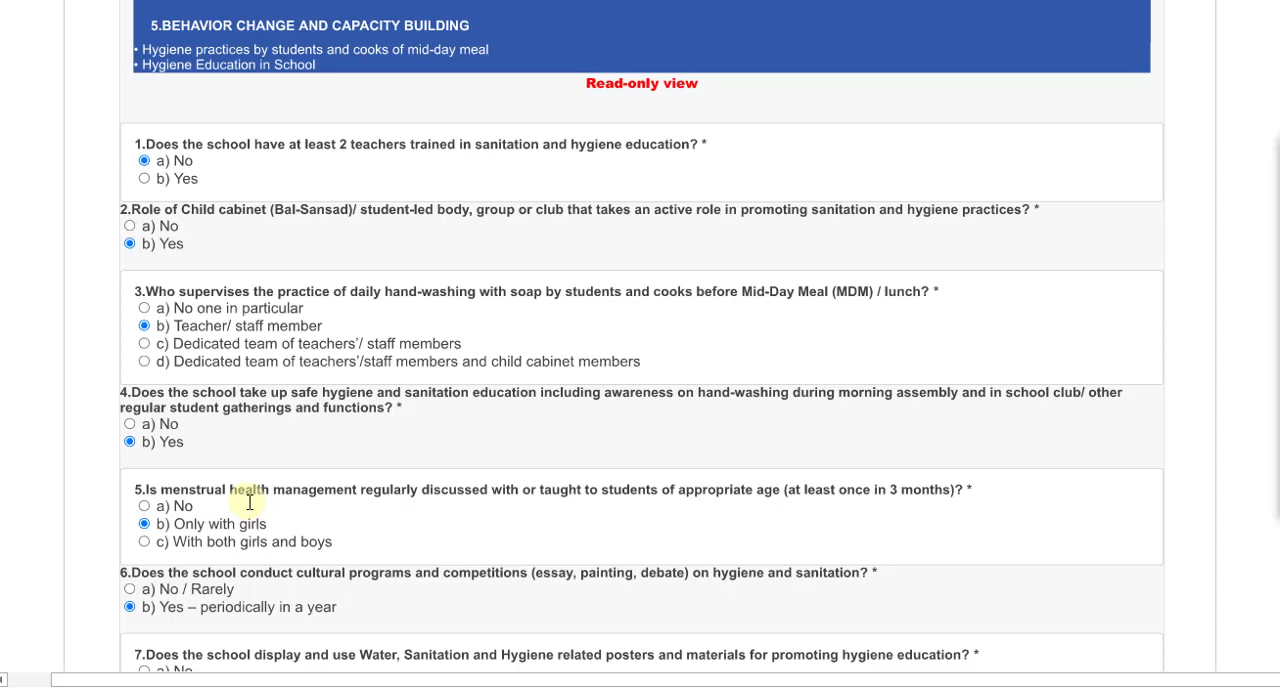 5.BEHAVIOR CHANGE AND CAPACITY BUILDING
• Hygiene practices by students and cooks of mid-day meal
• Hygiene Education in School
Read-only view
1.Does the school have at least 2 teachers trained in sanitation and hygiene education? *
a) No
b) Yes
2.Role of Child cabinet (Bal-Sansad)/ student-led body, group or club that takes an active role in promoting sanitation and hygiene practices? *
a) No
b) Yes
3.Who supervises the practice of daily hand-washing with soap by students and cooks before Mid-Day Meal (MDM) / lunch? *
a) No one in particular
b) Teacher/ staff member
c) Dedicated team of teachers’/ staff members
d) Dedicated team of teachers’/staff members and child cabinet members
4.Does the school take up safe hygiene and sanitation education including awareness on hand-washing during morning assembly and in school club/ other
regular student gatherings and functions? *
a) No
b) Yes
5.Is menstrual health management regularly discussed with or taught to students of appropriate age (at least once in 3 months)? *
a) No
b) Only with girls
c) With both girls and boys
6.Does the school conduct cultural programs and competitions (essay, painting, debate) on hygiene and sanitation? *
a) No / Rarely
b) Yes – periodically in a year
7.Does the school display and use Water, Sanitation and Hygiene related posters and materials for promoting hygiene education? *
a) No